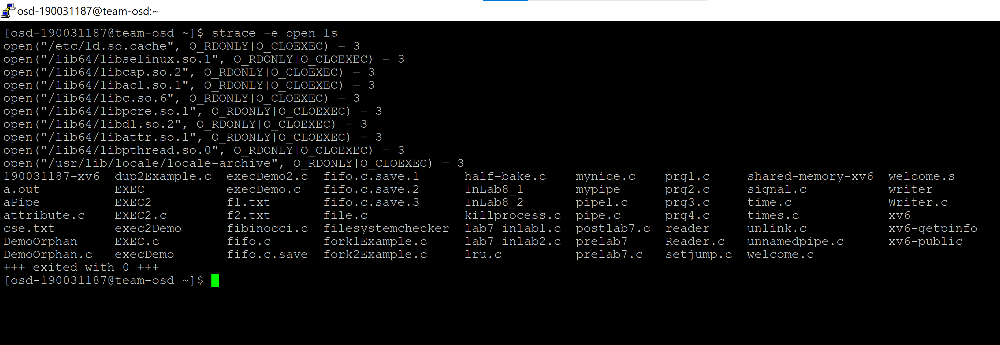 osd-190031187@team-osd:~
[osd-190031187@team-osd ~]$ strace -e open ls
open("/etc/ld.so.cache", O_RDONLY|O_CLOEXEC) = 3
open("/lib64/libselinux.so.1", O_RDONLY|O_CLOEXEC) = 3
open("/lib64/libcap.so.2", O_RDONLY|O_CLOEXEC) = 3
open("/lib64/libacl.so.1", O_RDONLY|O_CLOEXEC) = 3
open("/lib64/libc.so.6", O_RDONLY|O_CLOEXEC) = 3
open("/lib64/libpcre.so.1", O_RDONLY|O_CLOEXEC) = 3
open("/lib64/libdl.so.2", O_RDONLY|O_CLOEXEC) = 3
open("/lib64/libattr.so.1", O_RDONLY|O_CLOEXEC) = 3
open("/lib64/libpthread.so.0", O_RDONLY|O_CLOEXEC) = 3
open("/usr/lib/locale/locale-archive", O_RDONLY|O_CLOEXEC) = 3
190031187-xv6  dup2Example.c  execDemo2.c  fifo.c.save.1      half-bake.c    mynice.c    prg1.c     shared-memory-xv6  welcome.s
a.out          EXEC           execDemo.c   fifo.c.save.2      InLab8_1       mypipe      prg2.c     signal.c           writer
aPipe          EXEC2          f1.txt       fifo.c.save.3      InLab8_2       pipe1.c     prg3.c     time.c             Writer.c
attribute.c    EXEC2.c        f2.txt       file.c             killprocess.c  pipe.c      prg4.c     times.c            xv6
cse.txt        exec2Demo      fibinocci.c  filesystemchecker  lab7_inlab1.c  postlab7.c  reader     unlink.c           xv6-getpinfo
DemoOrphan     EXEC.c         fifo.c       fork1Example.c     lab7_inlab2.c  prelab7     Reader.c   unnamedpipe.c      xv6-public
DemoOrphan.c   execDemo       fifo.c.save  fork2Example.c     lru.c          prelab7.c   setjump.c  welcome.c
+++ exited with 0 +++
[osd-190031187@team-osd ~]$